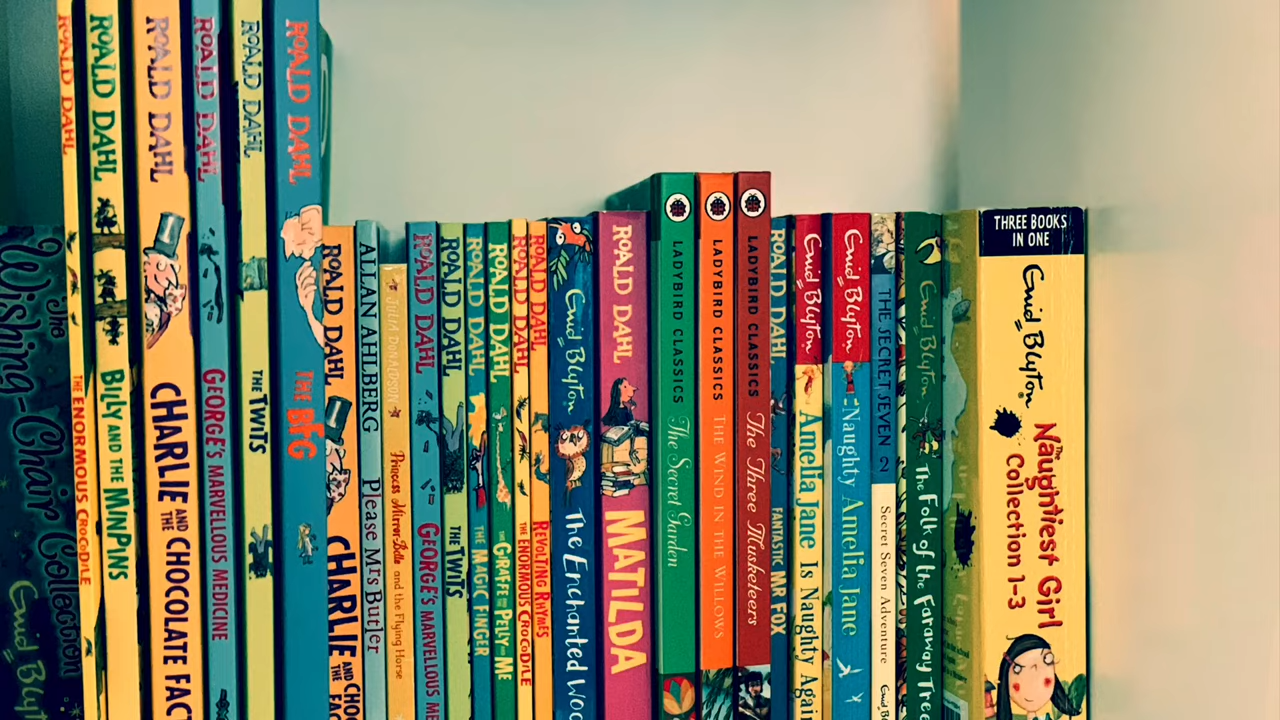 The Wishing-Chair Collection
Enid Bly
ROALD DAHL THE ENORMOUS CROCODILE
ROALD DAHL BILLY AND THE MINPINS
ROALD DAHL CHARLIE AND THE CHOCOLATE FACT
ROALD DAHL GEORGE'S MARVELLOUS MEDICINE
ROALD DAHL THE TWITS
ROALD DAHL THE BFG
ROALD DAHL CHARLIE AND THE CHOC FAC
ALLAN AHLBERG Please Mrs Butler
JULIA DONALDSON Princess Mirror-Belle and the Flying Horse
ROALD DAHL GEORGE'S MARVELLOUS ME
ROALD DAHL THE TWITS
ROALD DAHL THE MAGIC FINGER
ROALD DAHL THE GIRAFFE AND THE PELLY AND ME
ROALD DAHL THE ENORMOUS CROCODILE
ROALD DAHL REVOLTING RHYMES
Enid Blyton The Enchanted Woo
ROALD DAHL MATILDA
LADYBIRD CLASSICS The Secret Garden
LADYBIRD CLASSICS THE WIND IN THE WILLOWS
LADYBIRD CLASSICS The Three Musketeers
ROALD DAHL FANTASTIC MR FOX
Enid Blyton Amelia Jane Is Naughty Again
Enid Blyton Naughty Amelia Jane
THE SECRET SEVEN 2 Secret Seven Adventure Enid B
Enid Blyton The Folk of the Faraway Tree
THREE BOOKS
IN ONE
Enid Blyton®
The Naughtiest Girl
Collection 1-3